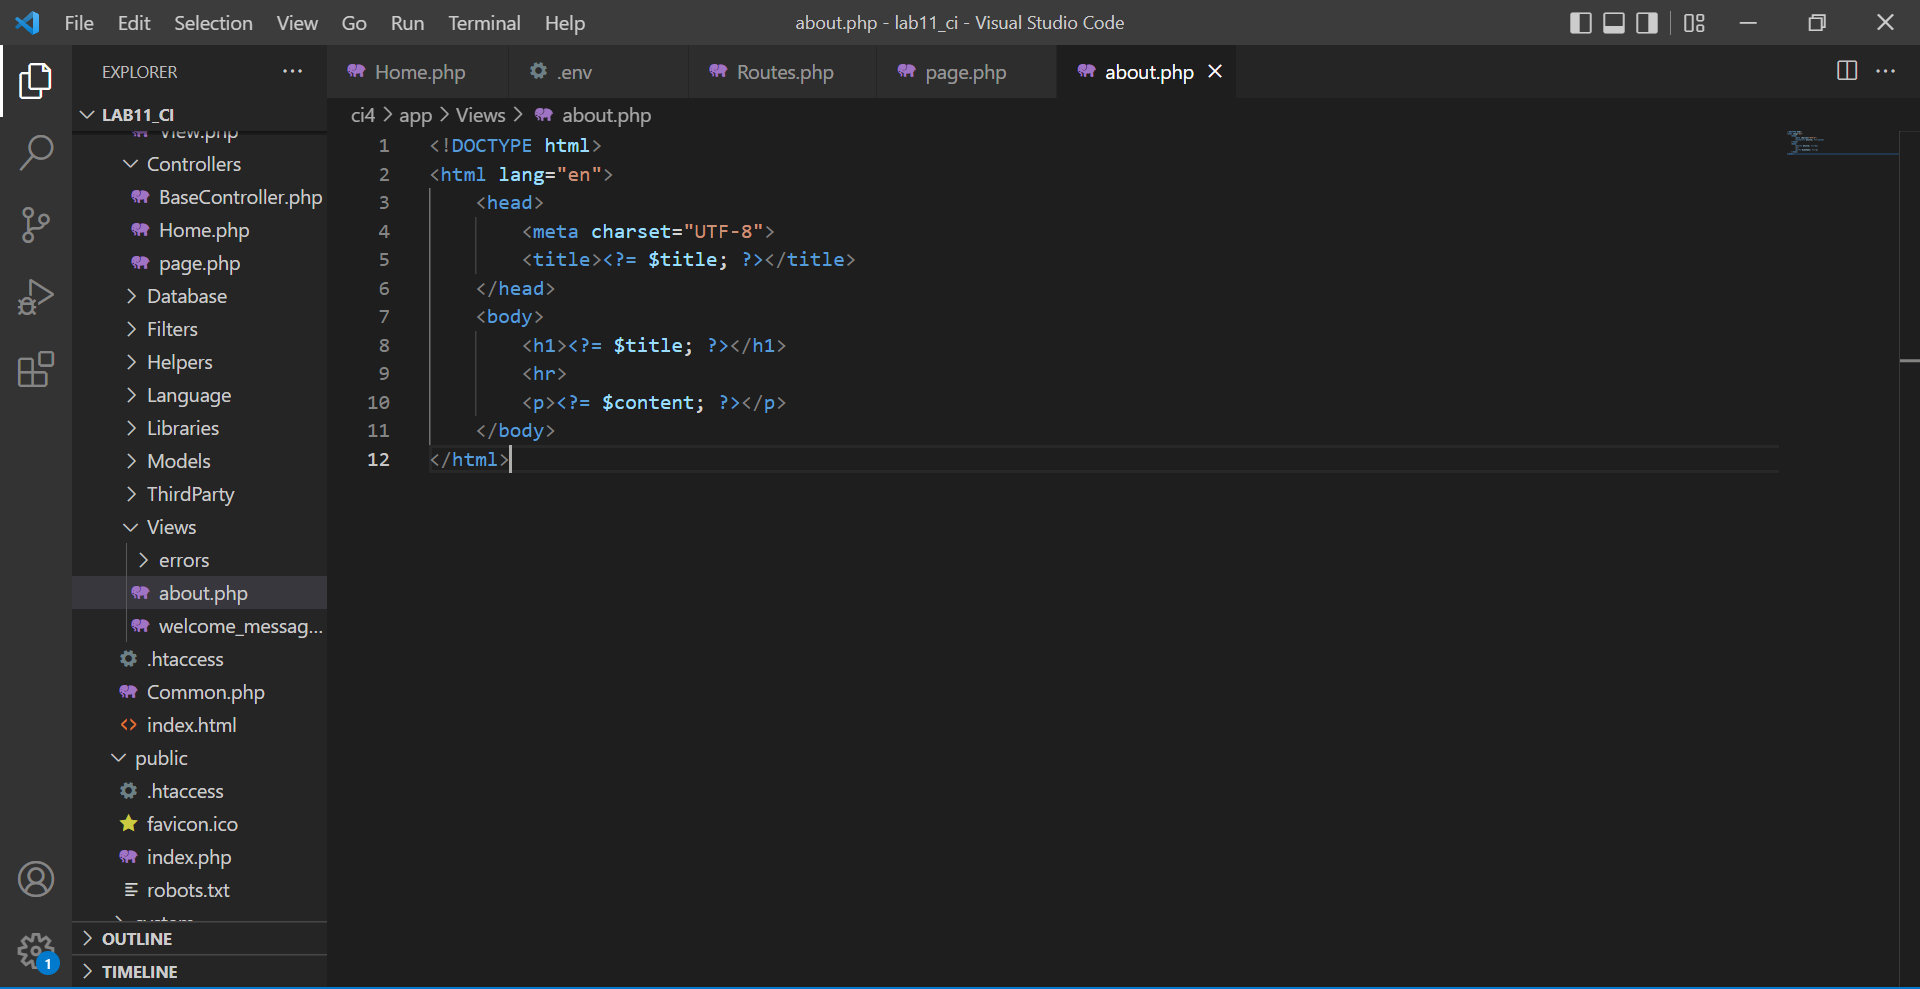 File Edit Selection View Go Run Terminal Help
about.php - lab11_ci - Visual Studio Code
EXPLORER
LAB11_CI
View.php
Controllers
BaseController.php
Home.php
page.php
Database
Filters
Helpers
Language
Libraries
Models
ThirdParty
Views
errors
about.php
welcome_messag...
.htaccess
Common.php
index.html
public
.htaccess
favicon.ico
index.php
robots.txt
system
OUTLINE
TIMELINE
1
Home.php .env Routes.php page.php about.php
ci4 > app > Views > about.php
1 <!DOCTYPE html>
2 <html lang="en">
3 <head>
4 <meta charset="UTF-8">
5 <title><?= $title; ?></title>
6 </head>
7 <body>
8 <h1><?= $title; ?></h1>
9 <hr>
10 <p><?= $content; ?></p>
11 </body>
12 </html>